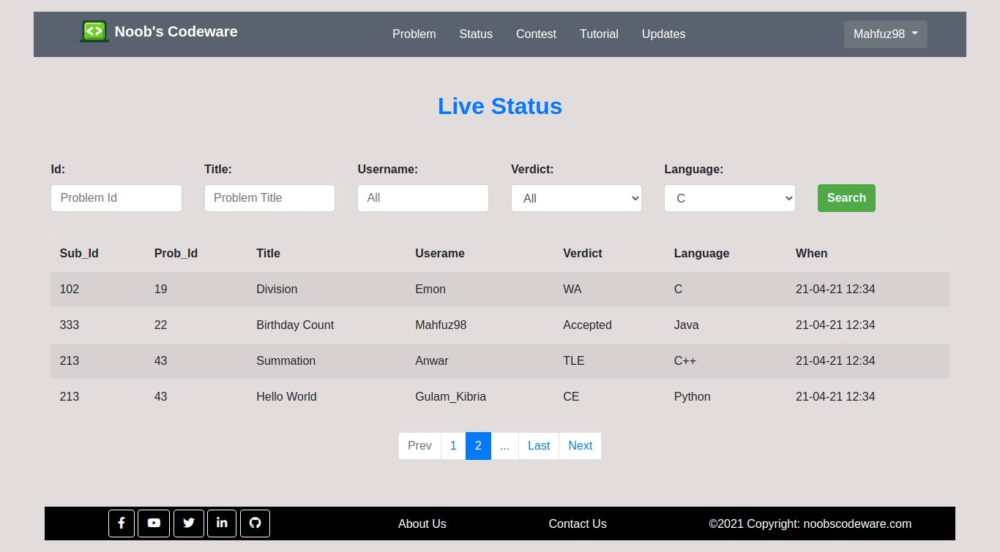 Noob's Codeware Problem Status Contest Tutorial Updates Mahfuz98
Live Status
Id: Title: Username: Verdict: Language:
Problem Id Problem Title All All C Search
Sub_Id Prob_Id Title Userame Verdict Language When
102 19 Division Emon WA C 21-04-21 12:34
333 22 Birthday Count Mahfuz98 Accepted Java 21-04-21 12:34
213 43 Summation Anwar TLE C++ 21-04-21 12:34
213 43 Hello World Gulam_Kibria CE Python 21-04-21 12:34
Prev 1 2 ... Last Next
About Us Contact Us ©2021 Copyright: noobscodeware.com